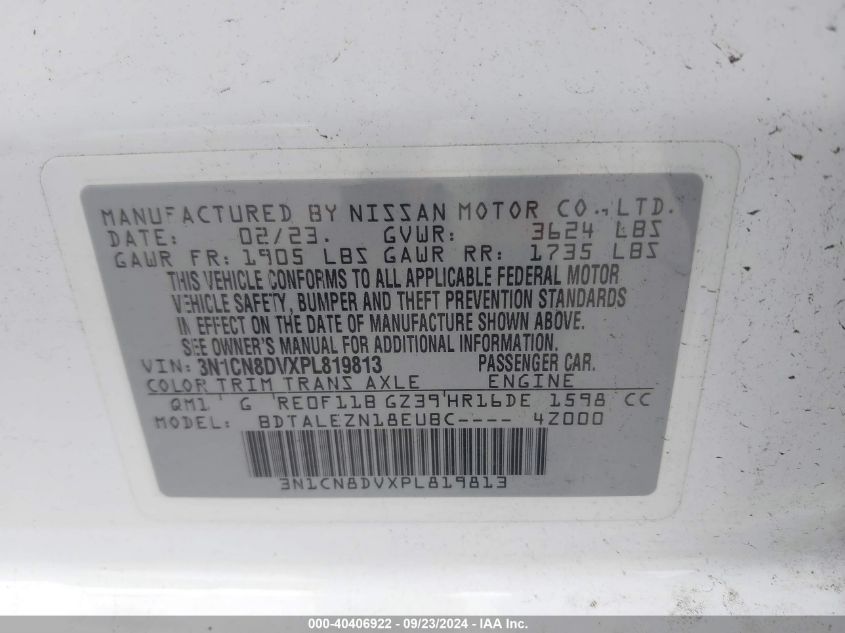 MANUFACTURED BY NISSAN MOTOR CO., LTD.
DATE: 02/23. GVWR: 3624 LBS
GAWR FR: 1905 LBS GAWR RR: 1735 LBS
THIS VEHICLE CONFORMS TO ALL APPLICABLE FEDERAL MOTOR
VEHICLE SAFETY, BUMPER AND THEFT PREVENTION STANDARDS
IN EFFECT ON THE DATE OF MANUFACTURE SHOWN ABOVE.
SEE OWNER'S MANUAL FOR ADDITIONAL INFORMATION.
VIN: 3N1CN8DVXPL819813 PASSENGER CAR.
COLOR TRIM TRANS AXLE ENGINE
QM1 G RE0F11B GZ39 HR16DE 1598 CC
MODEL: BDTALEZN18EUBC---- 4Z000
3N1CN8DVXPL819813
000-40406922 - 09/23/2024 - IAA Inc.